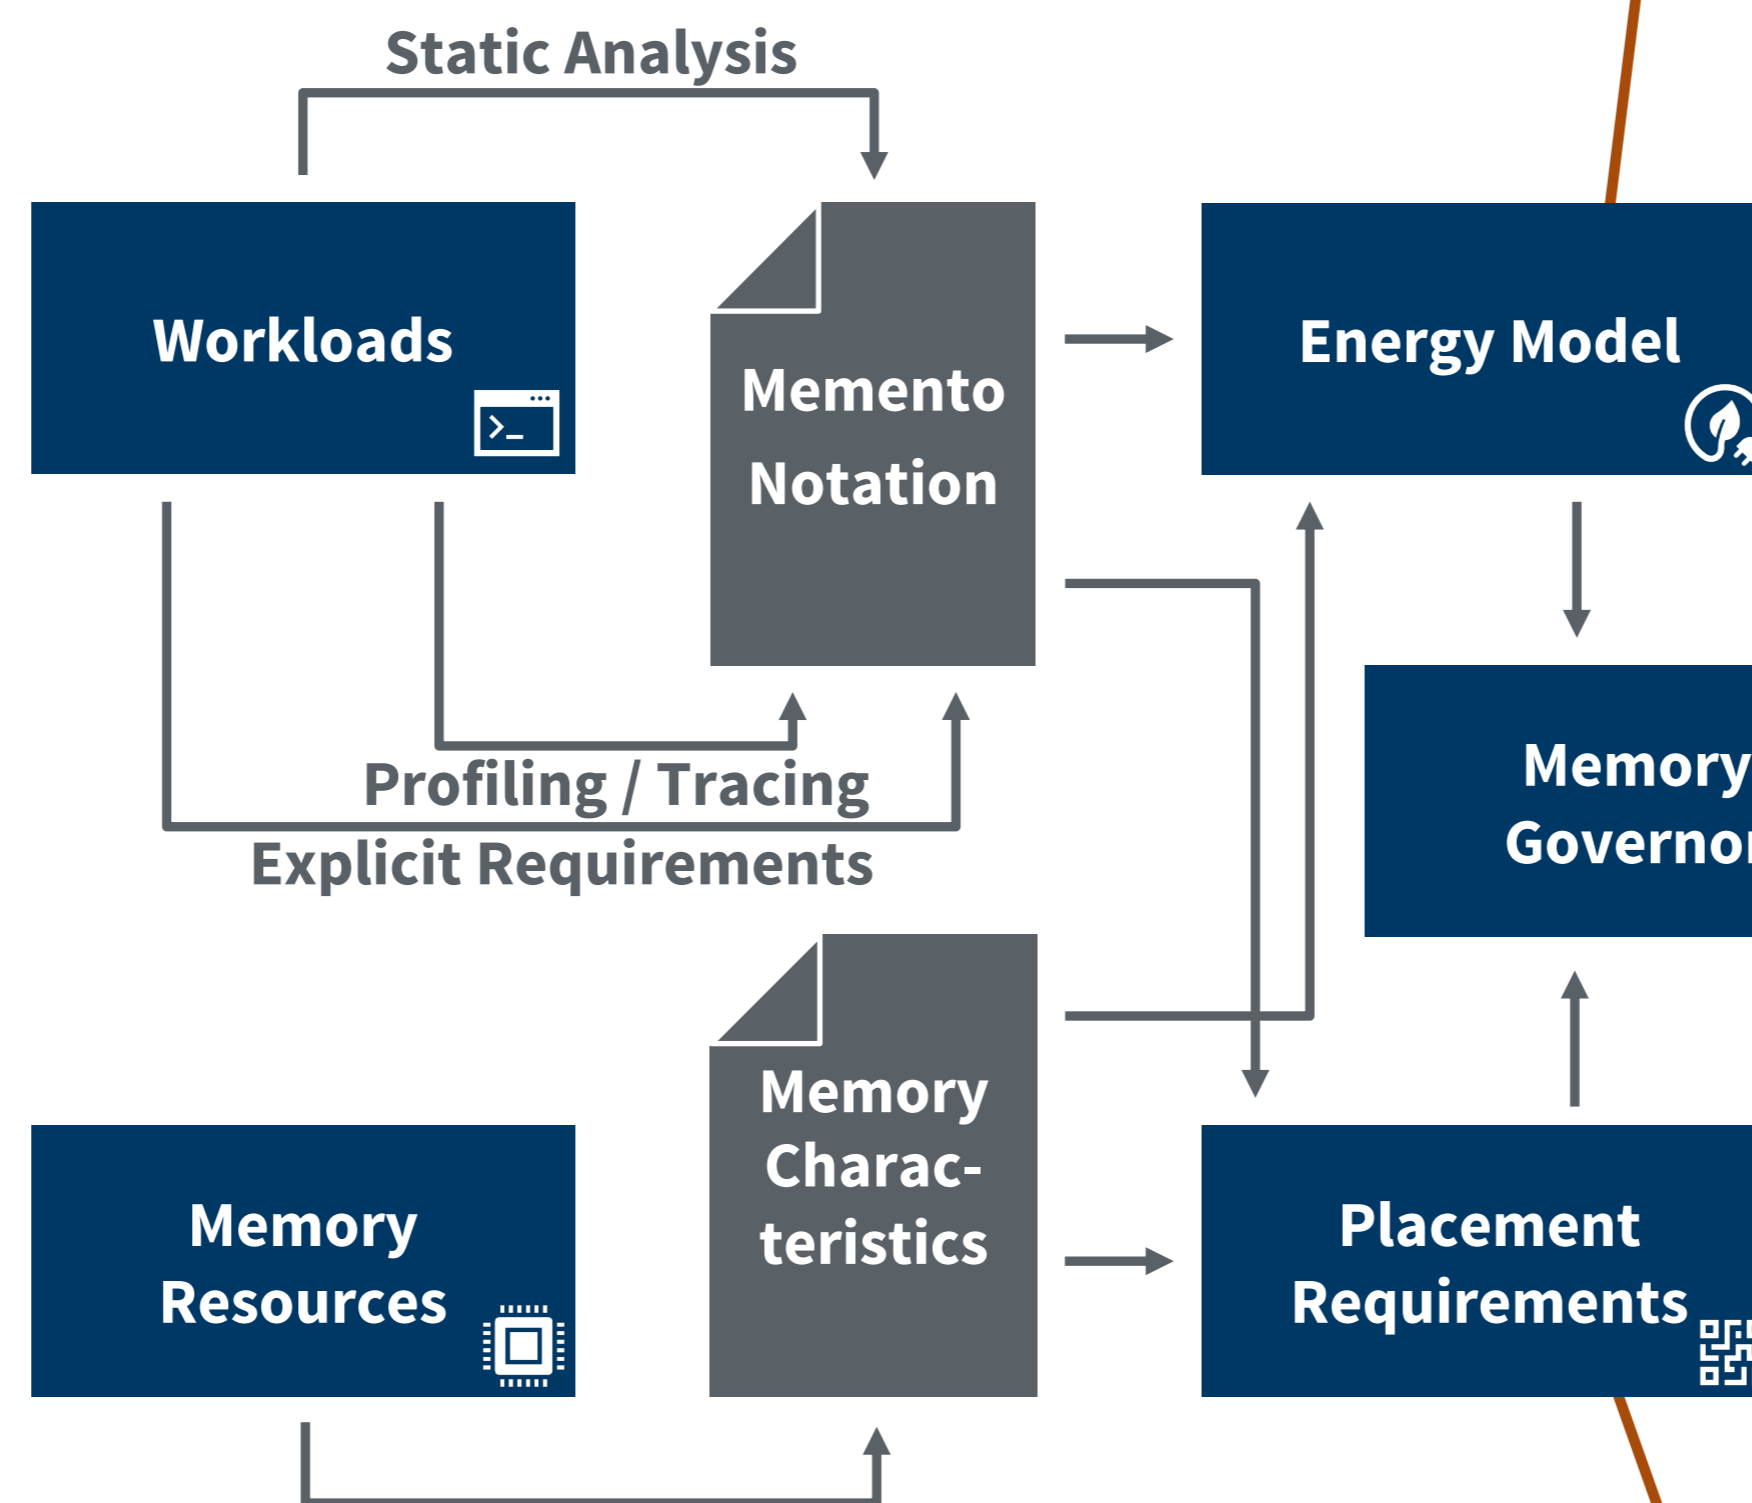 Static Analysis
Workloads
>_
Memento
Notation
Energy Model
Profiling / Tracing
Explicit Requirements
Memory
Governor
Memory
Charac-
teristics
Memory
Resources
Placement
Requirements